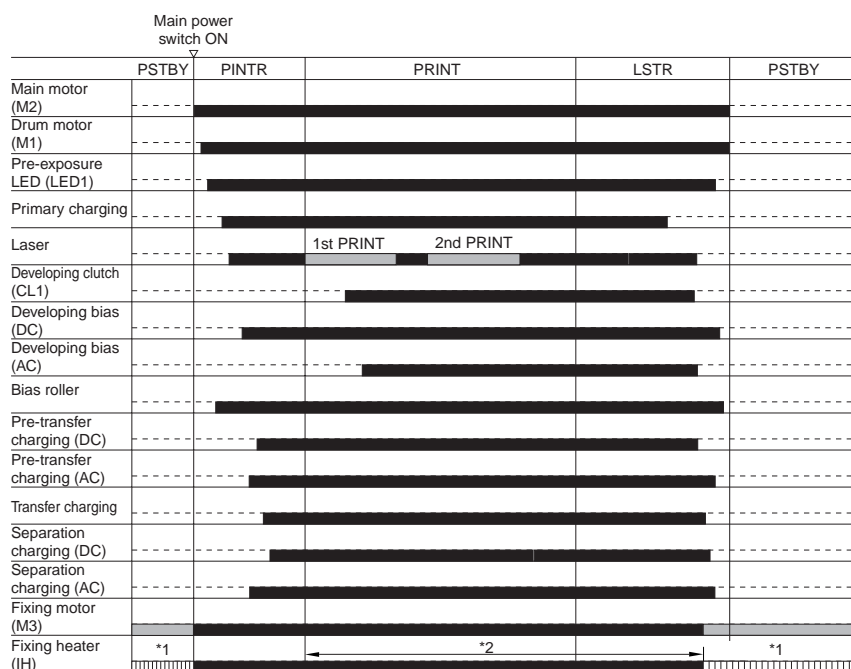 Main power
switch ON
PSTBY PINTR PRINT LSTR PSTBY
Main motor
(M2)
Drum motor
(M1)
Pre-exposure
LED (LED1)
Primary charging
Laser
1st PRINT 2nd PRINT
Developing clutch
(CL1)
Developing bias
(DC)
Developing bias
(AC)
Bias roller
Pre-transfer
charging (DC)
Pre-transfer
charging (AC)
Transfer charging
Separation
charging (DC)
Separation
charging (AC)
Fixing motor
(M3)
Fixing heater
(IH)
*1 *2 *1